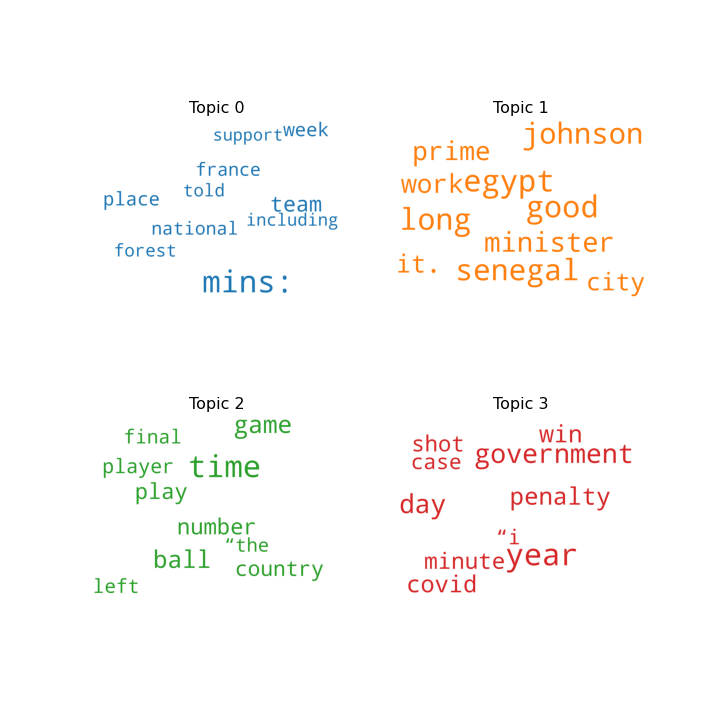 Topic 0
support week
france
told
place
team
including
national
forest
mins:
Topic 1
johnson
prime
work egypt
good
long
minister
it. senegal
city
Topic 2
game
final
player time
play
number
“the
ball
country
left
Topic 3
win
shot
government
case
penalty
day
“i
minute year
covid